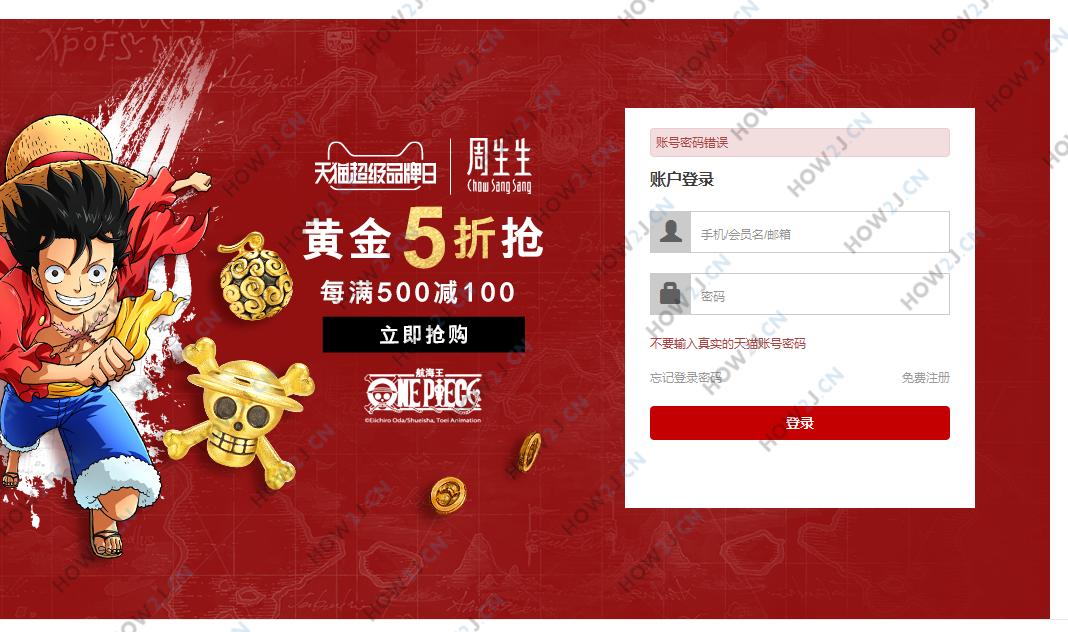 天猫超级品牌日
周生生
Chow Sang Sang
黄金5折抢
每满500减100
立即抢购
航海王
ONE PIECE
©Eiichiro Oda/Shueisha, Toei Animation
账号密码错误
账户登录
手机/会员名/邮箱
密码
不要输入真实的天猫账号密码
忘记登录密码 免费注册
登录
HOW2J.CN